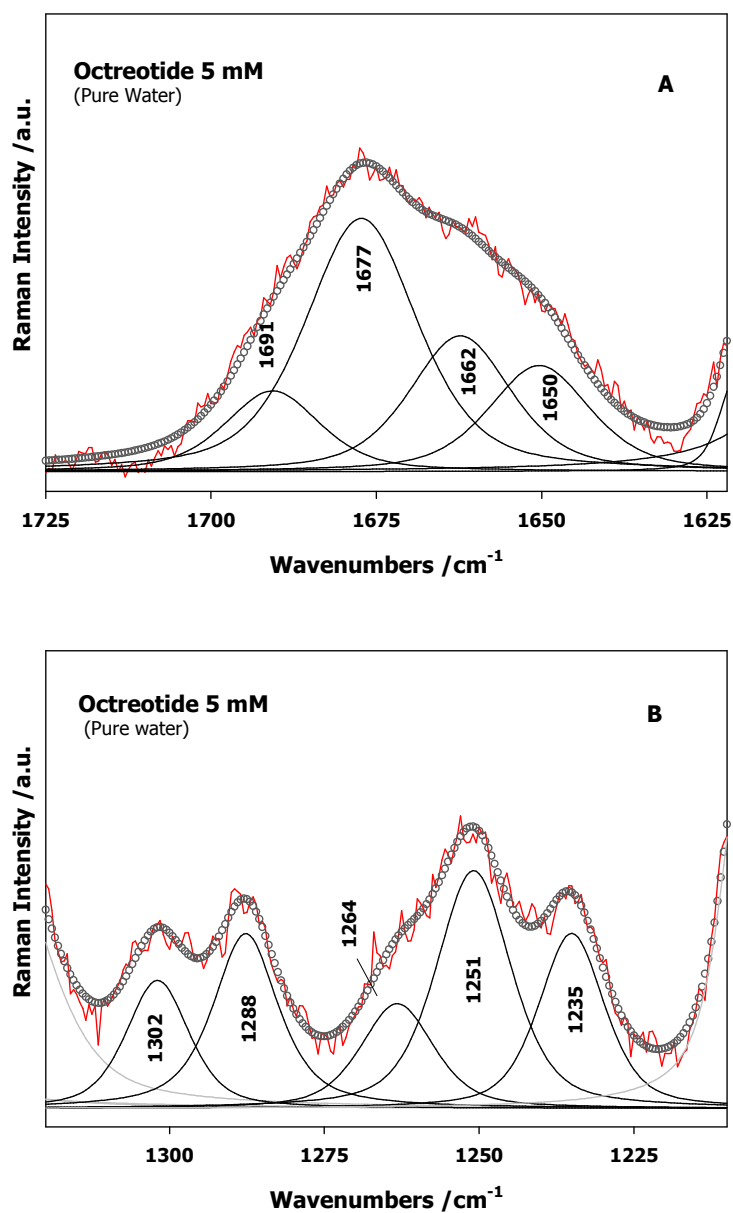 Octreotide 5 mM
(Pure Water)
A
Raman Intensity /a.u.
1691
1677
1662
1650
1725 1700 1675 1650 1625
Wavenumbers /cm⁻¹
Octreotide 5 mM
(Pure water)
B
Raman Intensity /a.u.
1302
1288
1264
1251
1235
1300 1275 1250 1225
Wavenumbers /cm⁻¹